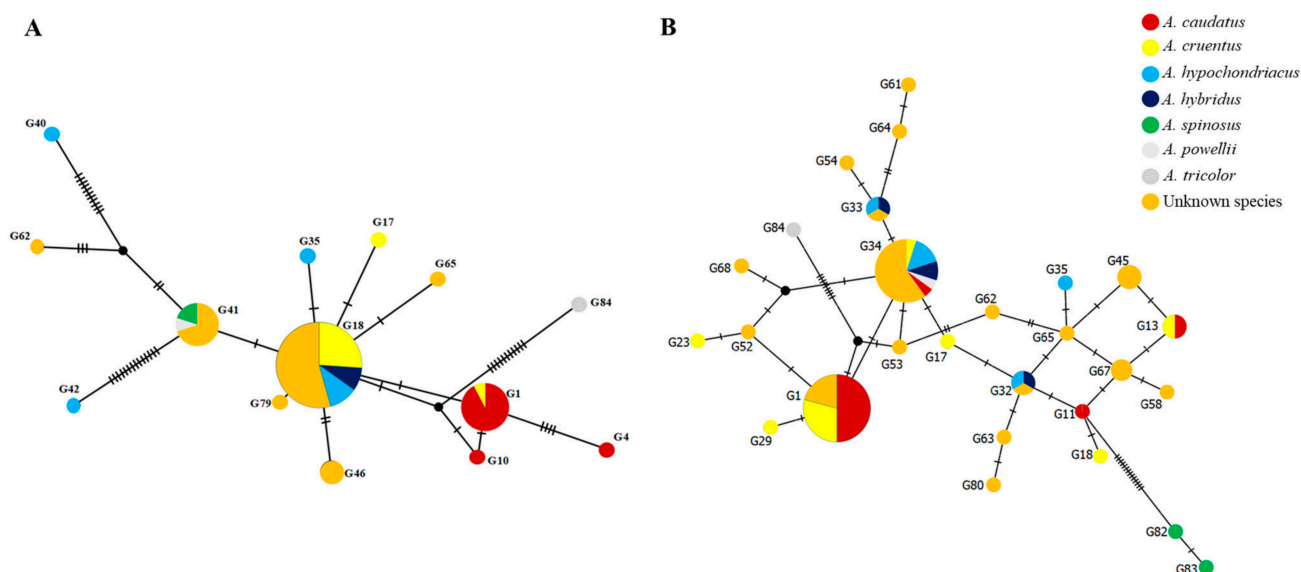 A
B
A. caudatus
A. cruentus
A. hypochondriacus
A. hybridus
A. spinosus
A. powellii
A. tricolor
Unknown species
G40
G62
G41
G42
G35
G17
G65
G18
G79
G46
G84
G1
G10
G4
G61
G64
G54
G33
G84
G34
G68
G23
G52
G1
G29
G53
G17
G62
G35
G65
G45
G13
G67
G58
G32
G11
G63
G18
G80
G82
G83